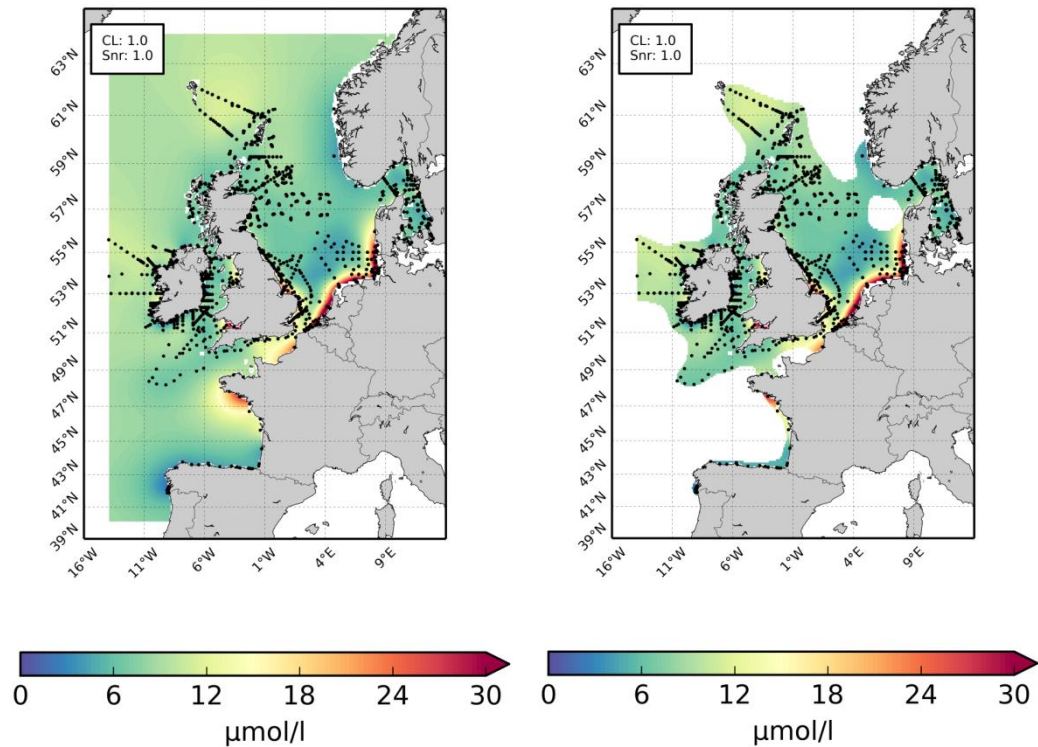 CL: 1.0
Snr: 1.0
63°N
61°N
59°N
57°N
55°N
53°N
51°N
49°N
47°N
45°N
43°N
41°N
39°N
16°W
11°W
6°W
1°W
4°E
9°E
0
6
12
18
24
30
µmol/l
CL: 1.0
Snr: 1.0
63°N
61°N
59°N
57°N
55°N
53°N
51°N
49°N
47°N
45°N
43°N
41°N
39°N
16°W
11°W
6°W
1°W
4°E
9°E
0
6
12
18
24
30
µmol/l